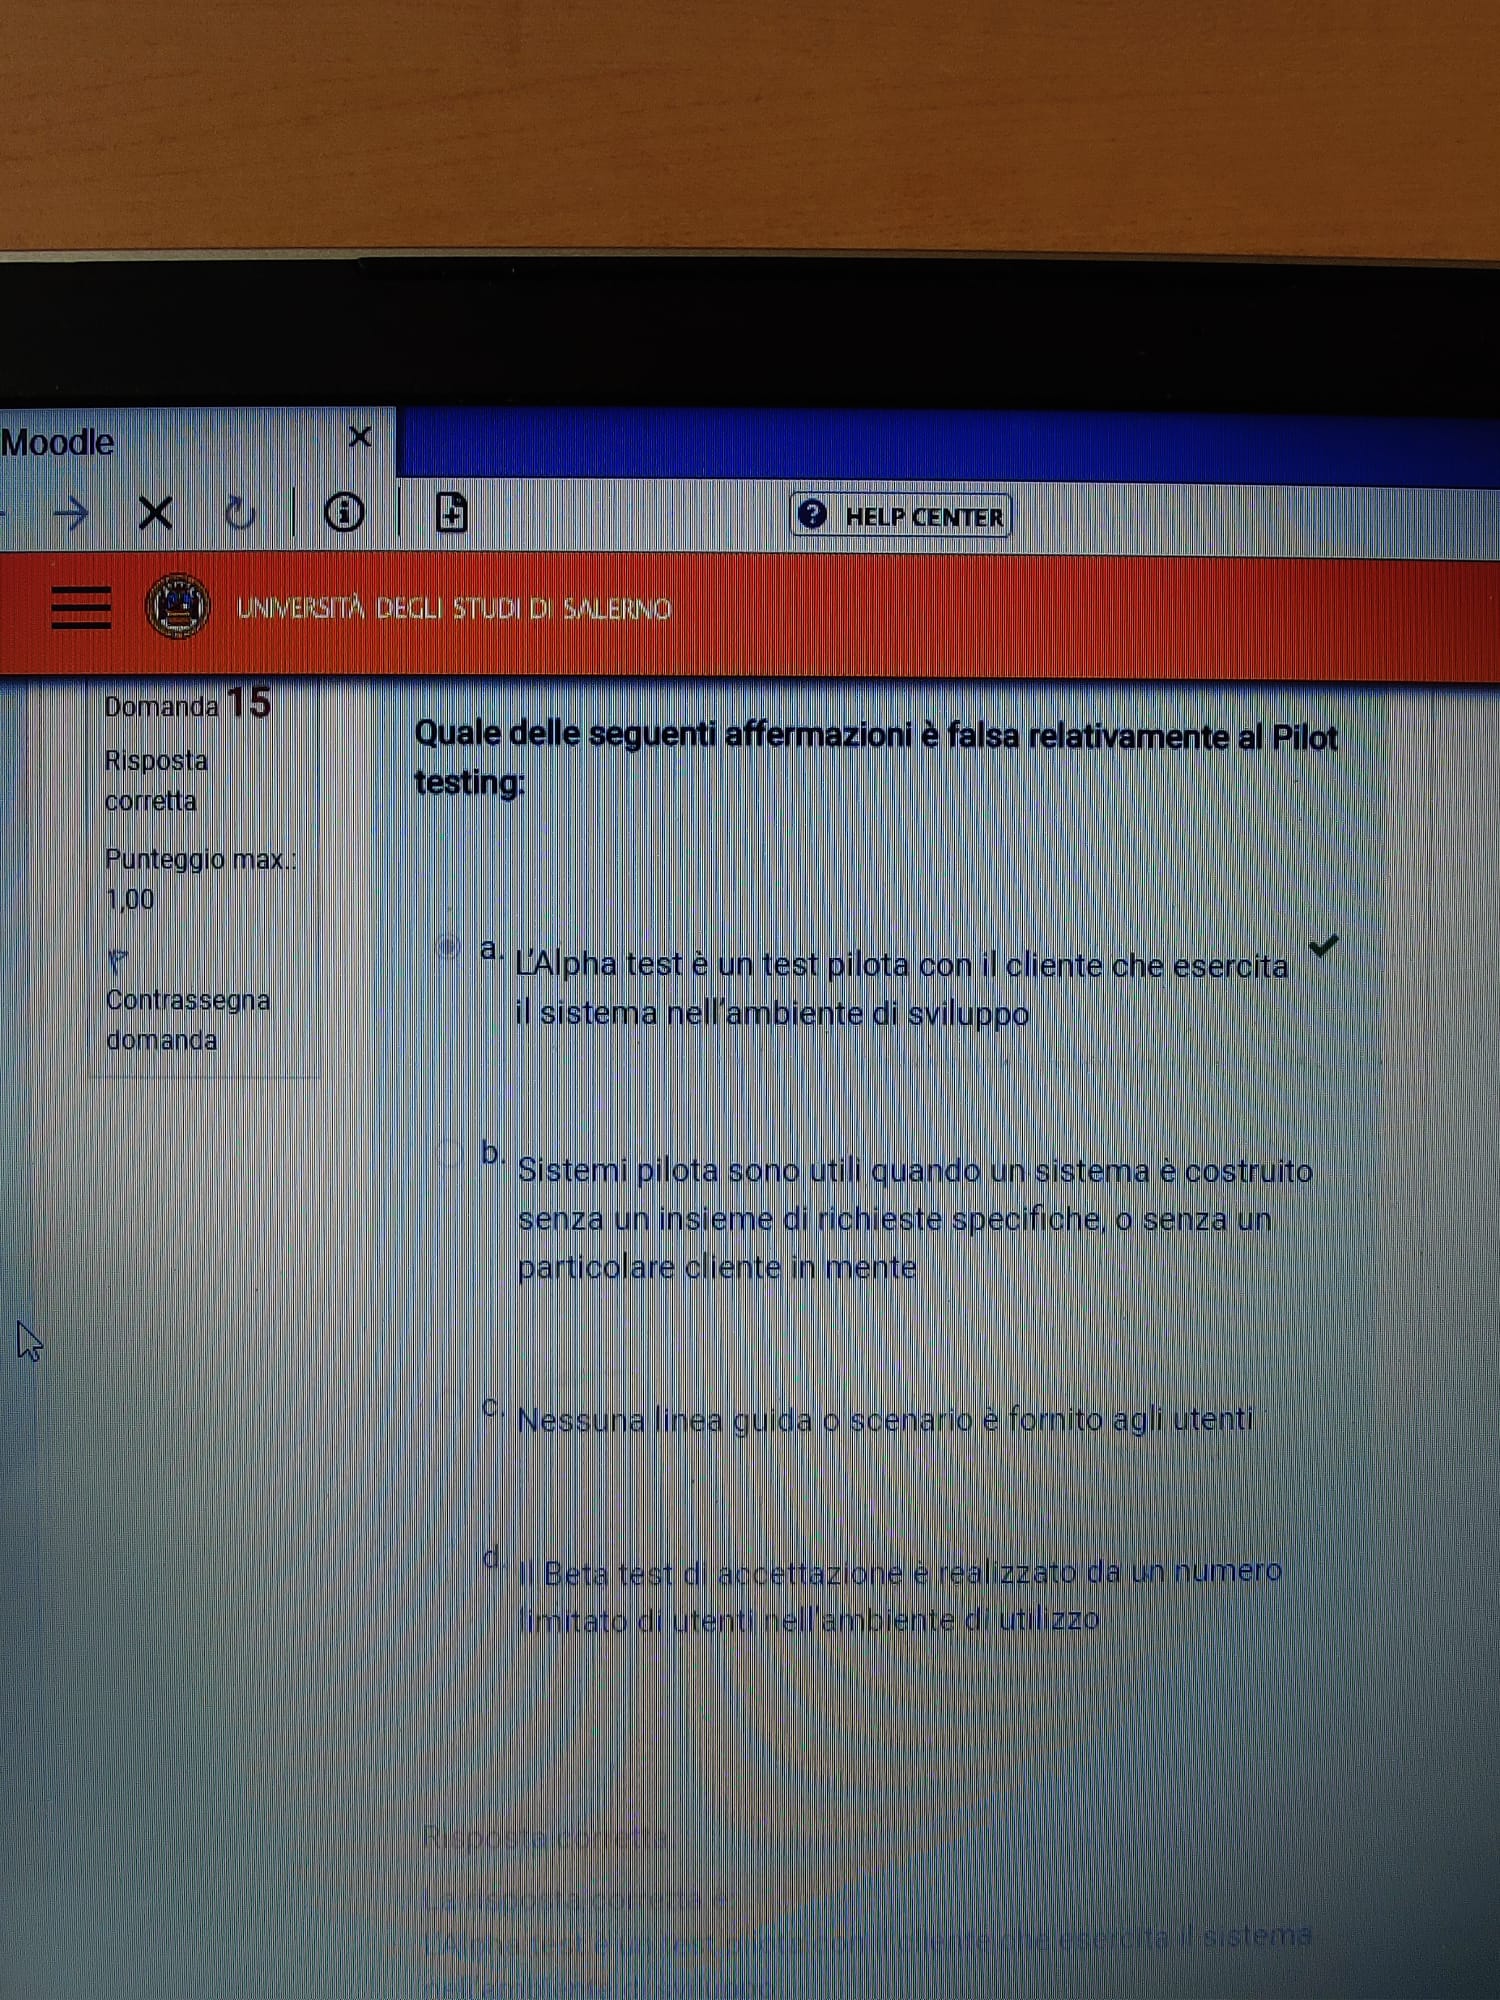 Moodle
HELP CENTER
UNIVERSITÀ DEGLI STUDI DI SALERNO
Domanda 15
Risposta
corretta
Punteggio max.:
1,00
Contrassegna
domanda
Quale delle seguenti affermazioni è falsa relativamente al Pilot
testing:
a. L'Alpha test è un test pilota con il cliente che esercita
il sistema nell'ambiente di sviluppo
b. Sistemi pilota sono utili quando un sistema è costruito
senza un insieme di richieste specifiche, o senza un
particolare cliente in mente
c. Nessuna linea guida o scenario è fornito agli utenti
d. Il Beta test di accettazione è realizzato da un numero
limitato di utenti nell'ambiente di utilizzo
Risposta corretta
La risposta corretta è:
L'Alpha test è un test pilota con il cliente che esercita il sistema
nell'ambiente di sviluppo